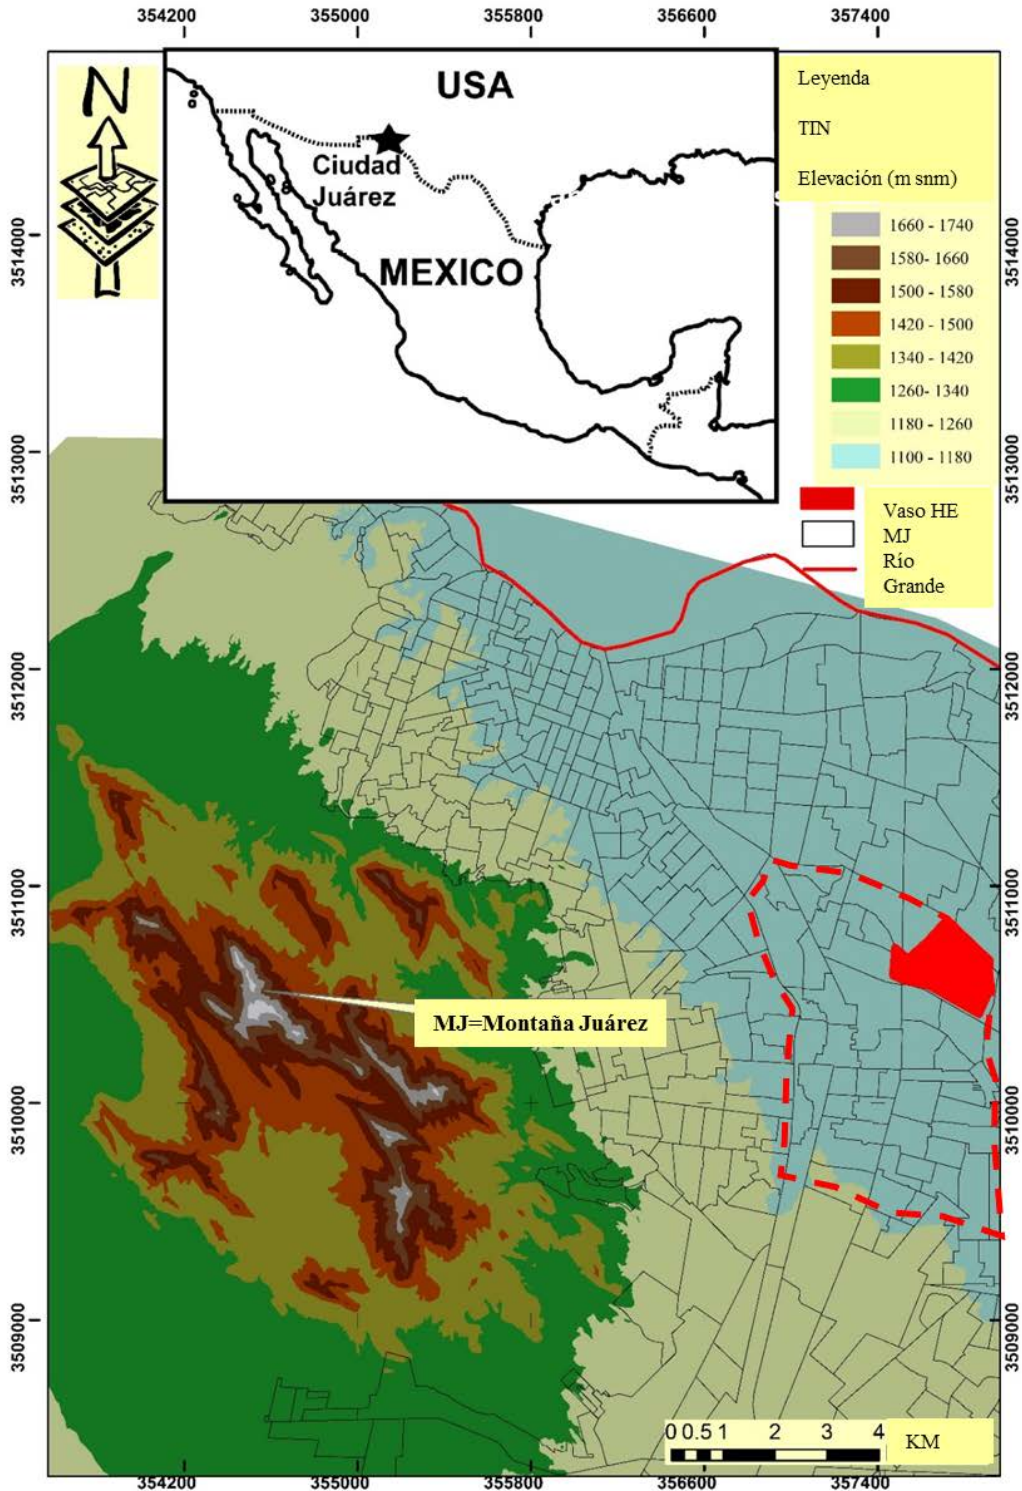 354200 355000 355800 356600 357400
N
USA
Ciudad
Juárez
MEXICO
Leyenda
TIN
Elevación (m snm)
1660 - 1740
1580- 1660
1500 - 1580
1420 - 1500
1340 - 1420
1260- 1340
1180 - 1260
1100 - 1180
Vaso HE
MJ
Río
Grande
3514000 3514000
3513000 3513000
3512000 3512000
3511000 3511000
MJ=Montaña Juárez
3510000 3510000
3509000 3509000
0 0.5 1 2 3 4 KM
354200 355000 355800 356600 357400